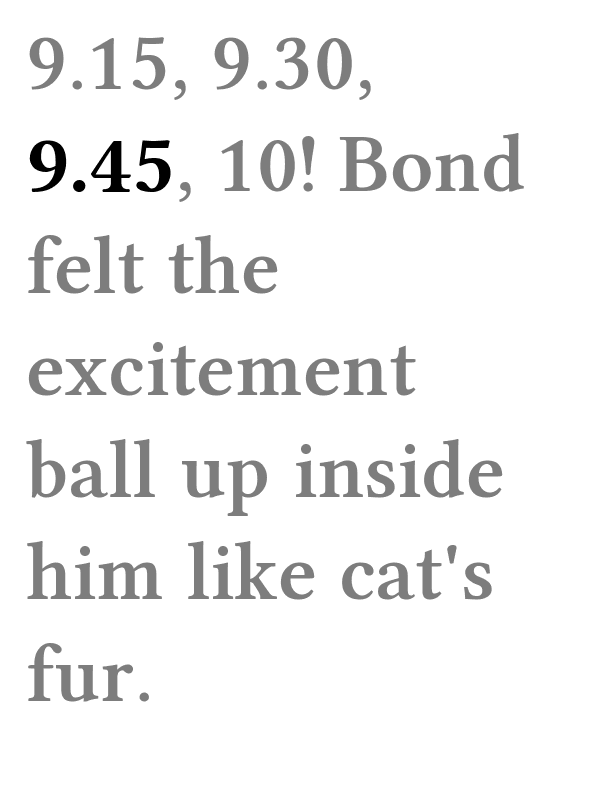 9.15, 9.30,
9.45, 10! Bond
felt the
excitement
ball up inside
him like cat's
fur.